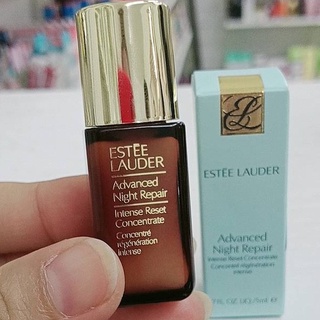 ESTĒE
LAUDER
Advanced
Night Repair
Intense Reset
Concentrate
Concentré
régénération
intense
EL
ESTĒE LAUDER
Advanced
Night Repair
Intense Reset Concentrate
Concentré régénération
intense